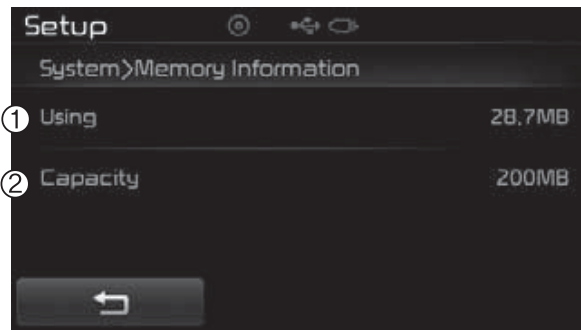 Setup
System>Memory Information
① Using 28.7MB
② Capacity 200MB